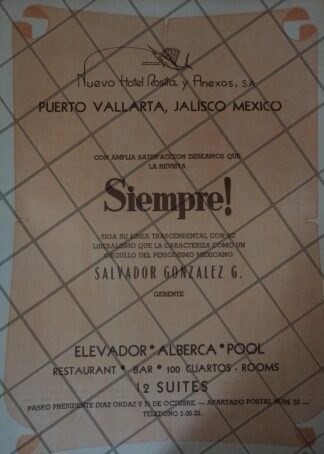 Nuevo Hotel Rosita y Anexos, S.A
PUERTO VALLARTA, JALISCO MEXICO
CON AMPLIA SATISFACCION DESEAMOS QUE
LA REVISTA
Siempre!
SIGA SU LINEA TRASCENDENTAL CON SU
LIBERALISMO QUE LA CARACTERIZA COMO UN
ORGULLO DEL PERIODISMO MEXICANO
SALVADOR GONZALEZ G.
GERENTE
ELEVADOR * ALBERCA * POOL
RESTAURANT * BAR * 100 CUARTOS - ROOMS
12 SUITES
PASEO PRESIDENTE DIAZ ORDAZ Y 31 DE OCTUBRE. — APARTADO POSTAL NUM. 32 —
TELEFONO 2-00-33.